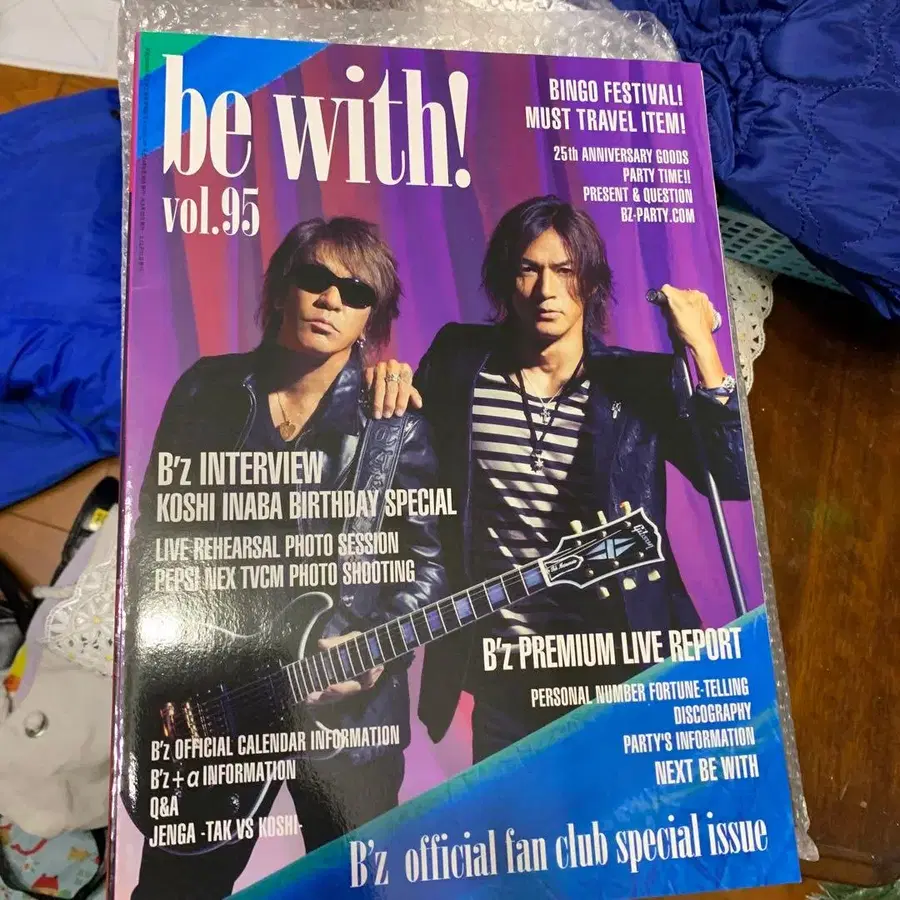 be with!
vol.95
BINGO FESTIVAL!
MUST TRAVEL ITEM!
25th ANNIVERSARY GOODS
PARTY TIME!!
PRESENT & QUESTION
BZ-PARTY.COM
B'z INTERVIEW
KOSHI INABA BIRTHDAY SPECIAL
LIVE REHEARSAL PHOTO SESSION
PEPSI NEX TVCM PHOTO SHOOTING
Gibson
B'z PREMIUM LIVE REPORT
PERSONAL NUMBER FORTUNE-TELLING
DISCOGRAPHY
PARTY'S INFORMATION
NEXT BE WITH
B'z OFFICIAL CALENDAR INFORMATION
B'z+α INFORMATION
Q&A
JENGA -TAK VS KOSHI-
B'z official fan club special issue